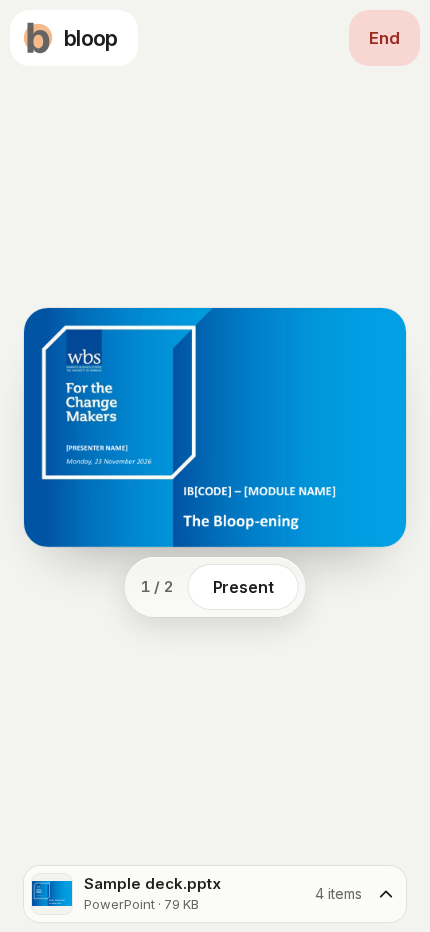 bloop
End
wbs
For the
Change
Makers
[PRESENTER NAME]
Monday, 23 November 2026
IB[CODE] – [MODULE NAME]
The Bloop-ening
1 / 2
Present
Sample deck.pptx
PowerPoint · 79 KB
4 items